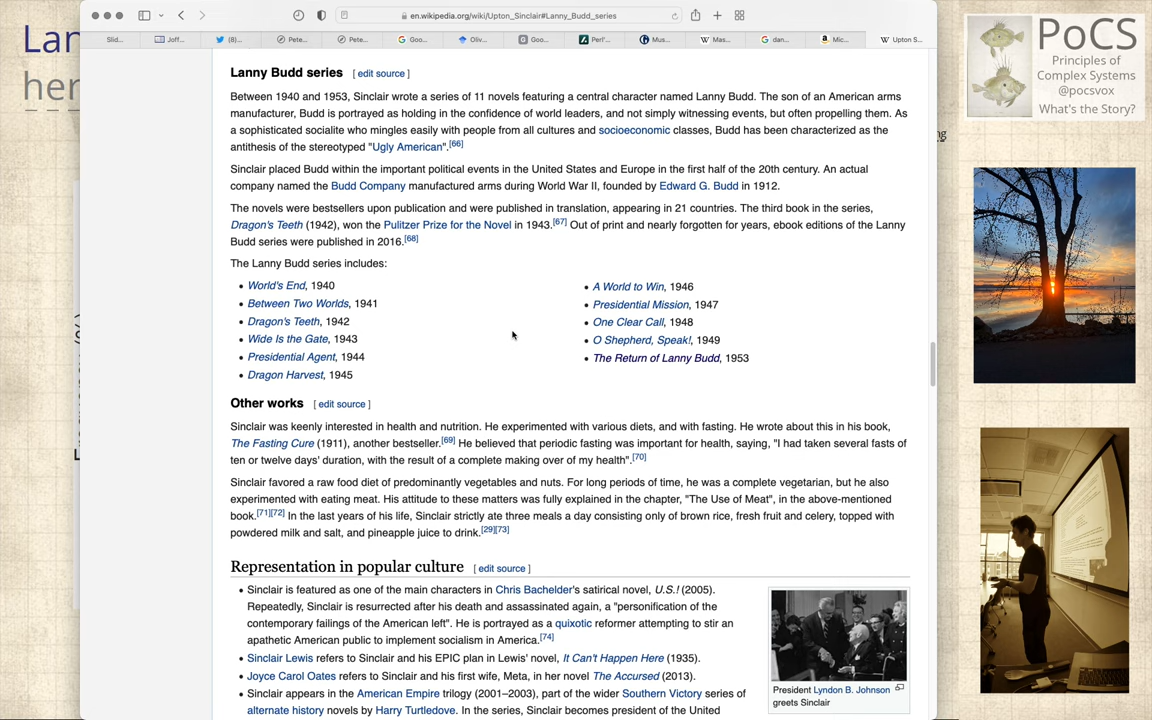 Lan
her
en.wikipedia.org/wiki/Upton_Sinclair#Lanny_Budd_series
Slid... Joff... (8)... Pete... Pete... Goo... Oliv... Goo... Perl'... Mus... Mas... dan... Mic... Upton S...
Lanny Budd series [ edit source ]
Between 1940 and 1953, Sinclair wrote a series of 11 novels featuring a central character named Lanny Budd. The son of an American arms
manufacturer, Budd is portrayed as holding in the confidence of world leaders, and not simply witnessing events, but often propelling them. As
a sophisticated socialite who mingles easily with people from all cultures and socioeconomic classes, Budd has been characterized as the
antithesis of the stereotyped "Ugly American".[66]
Sinclair placed Budd within the important political events in the United States and Europe in the first half of the 20th century. An actual
company named the Budd Company manufactured arms during World War II, founded by Edward G. Budd in 1912.
The novels were bestsellers upon publication and were published in translation, appearing in 21 countries. The third book in the series,
Dragon's Teeth (1942), won the Pulitzer Prize for the Novel in 1943.[67] Out of print and nearly forgotten for years, ebook editions of the Lanny
Budd series were published in 2016.[68]
The Lanny Budd series includes:
• World's End, 1940
• Between Two Worlds, 1941
• Dragon's Teeth, 1942
• Wide Is the Gate, 1943
• Presidential Agent, 1944
• Dragon Harvest, 1945
• A World to Win, 1946
• Presidential Mission, 1947
• One Clear Call, 1948
• O Shepherd, Speak!, 1949
• The Return of Lanny Budd, 1953
Other works [ edit source ]
Sinclair was keenly interested in health and nutrition. He experimented with various diets, and with fasting. He wrote about this in his book,
The Fasting Cure (1911), another bestseller.[69] He believed that periodic fasting was important for health, saying, "I had taken several fasts of
ten or twelve days' duration, with the result of a complete making over of my health".[70]
Sinclair favored a raw food diet of predominantly vegetables and nuts. For long periods of time, he was a complete vegetarian, but he also
experimented with eating meat. His attitude to these matters was fully explained in the chapter, "The Use of Meat", in the above-mentioned
book.[71][72] In the last years of his life, Sinclair strictly ate three meals a day consisting only of brown rice, fresh fruit and celery, topped with
powdered milk and salt, and pineapple juice to drink.[29][73]
Representation in popular culture [ edit source ]
• Sinclair is featured as one of the main characters in Chris Bachelder's satirical novel, U.S.! (2005).
Repeatedly, Sinclair is resurrected after his death and assassinated again, a "personification of the
contemporary failings of the American left". He is portrayed as a quixotic reformer attempting to stir an
apathetic American public to implement socialism in America.[74]
• Sinclair Lewis refers to Sinclair and his EPIC plan in Lewis' novel, It Can't Happen Here (1935).
• Joyce Carol Oates refers to Sinclair and his first wife, Meta, in her novel The Accursed (2013).
• Sinclair appears in the American Empire trilogy (2001–2003), part of the wider Southern Victory series of
alternate history novels by Harry Turtledove. In the series, Sinclair becomes president of the United
President Lyndon B. Johnson
greets Sinclair
PoCS
Principles of
Complex Systems
@pocsvox
What's the Story?